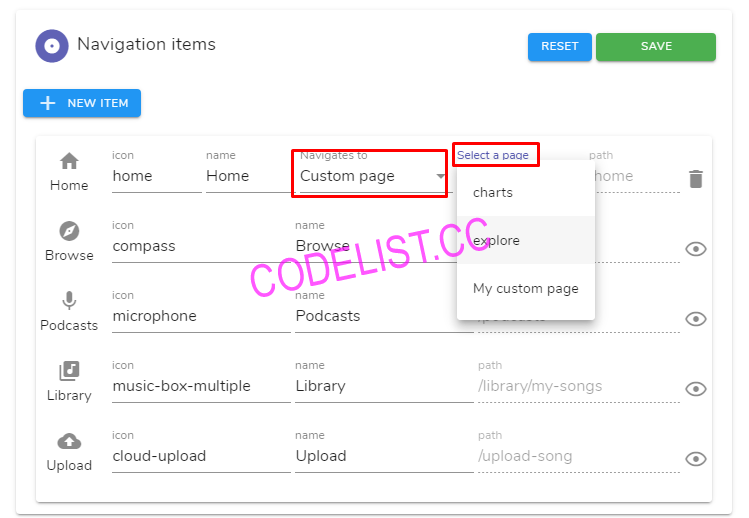 Navigation items
RESET
SAVE
NEW ITEM
Home
icon
home
name
Home
Navigates to
Custom page
Select a page
path
home
charts
explore
My custom page
Browse
icon
compass
name
Browse
CODELIST.CC
Podcasts
icon
microphone
name
Podcasts
/podcasts
Library
icon
music-box-multiple
name
Library
path
/library/my-songs
Upload
icon
cloud-upload
name
Upload
path
/upload-song